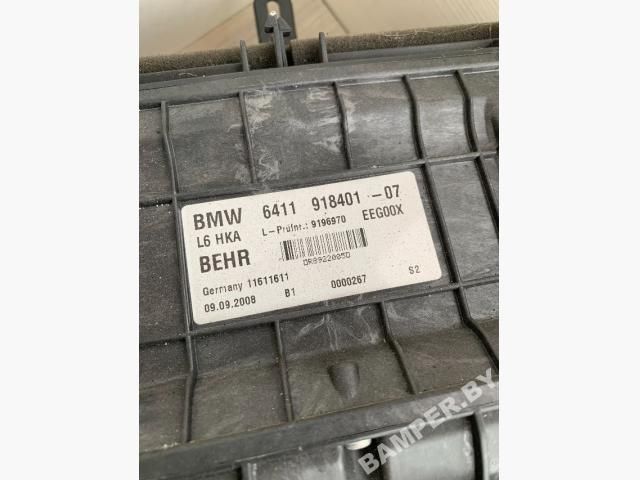 BMW 6411 918401-07
L6 HKA L-Prüfnr.: 9196970 EEG00X
BEHR
DR8922005D
Germany 11611611
09.09.2008 B1 0000267 S2
BAMPER.BY